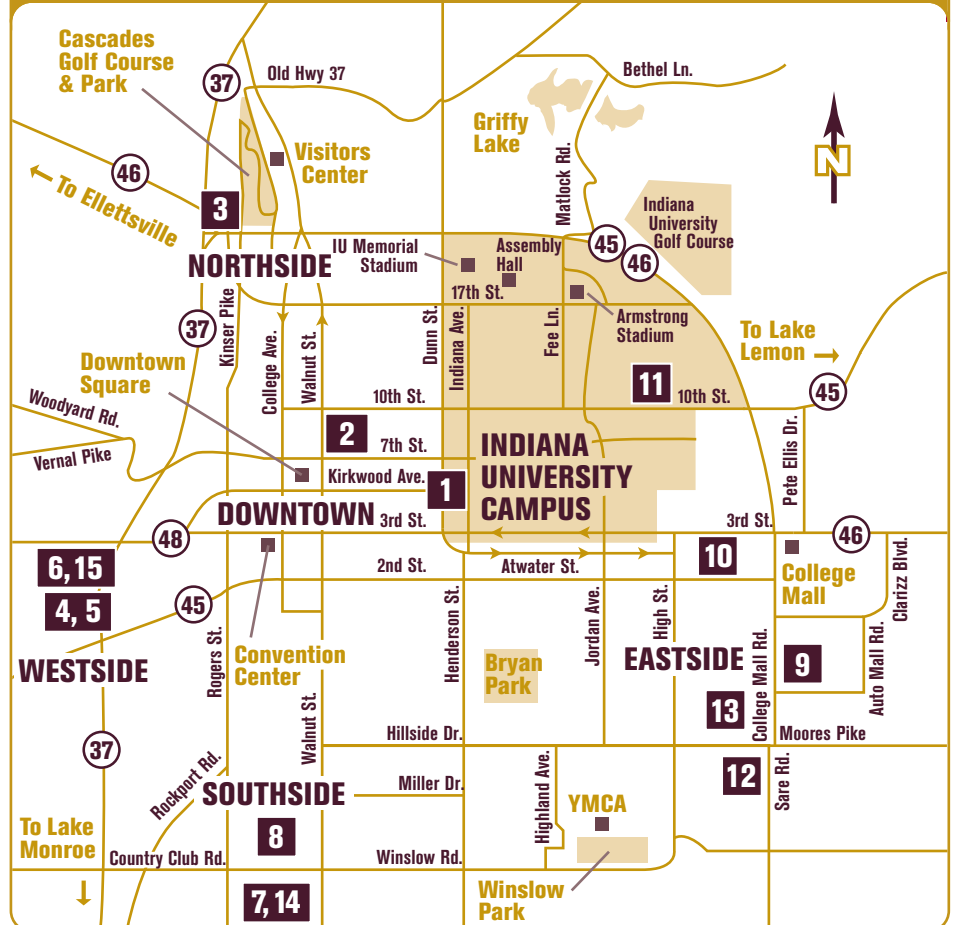 Cascades
Golf Course
& Park
37
Old Hwy 37
Bethel Ln.
Griffy
Lake
Visitors
Center
46
To Ellettsville
3
Matlock Rd.
N
Indiana
University
Golf Course
45
46
NORTHSIDE
IU Memorial
Stadium
Assembly
Hall
17th St.
Armstrong
Stadium
To Lake
Lemon
37
Kinser Pike
College Ave.
Walnut St.
Dunn St.
Indiana Ave.
Fee Ln.
Downtown
Square
11
45
Woodyard Rd.
10th St.
10th St.
Vernal Pike
2
7th St.
INDIANA
UNIVERSITY
CAMPUS
Pete Ellis Dr.
Kirkwood Ave.
1
DOWNTOWN
3rd St.
3rd St.
48
46
6, 15
4, 5
2nd St.
Atwater St.
10
College
Mall
Clarizz Blvd.
45
WESTSIDE
Rogers St.
Convention
Center
Walnut St.
Henderson St.
Bryan
Park
Jordan Ave.
High St.
EASTSIDE
College Mall Rd.
9
Auto Mall Rd.
13
37
Hillside Dr.
Moores Pike
Rockport Rd.
SOUTHSIDE
Miller Dr.
Highland Ave.
YMCA
12
Sare Rd.
To Lake
Monroe
8
Country Club Rd.
Winslow Rd.
7, 14
Winslow
Park